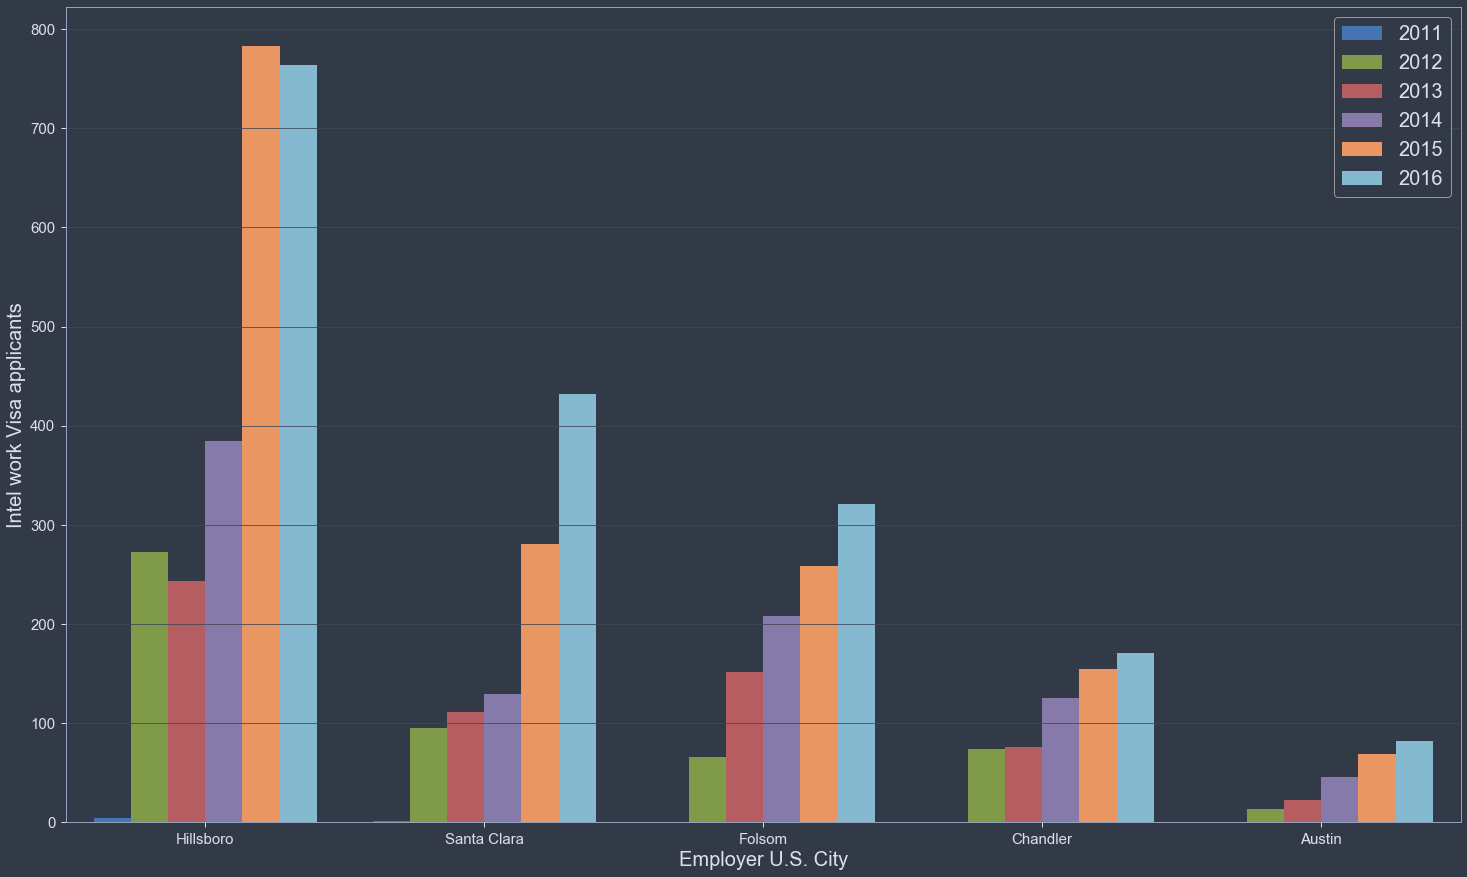 800
700
600
500
400
300
200
100
0
Intel work Visa applicants
2011
2012
2013
2014
2015
2016
Hillsboro
Santa Clara
Folsom
Chandler
Austin
Employer U.S. City